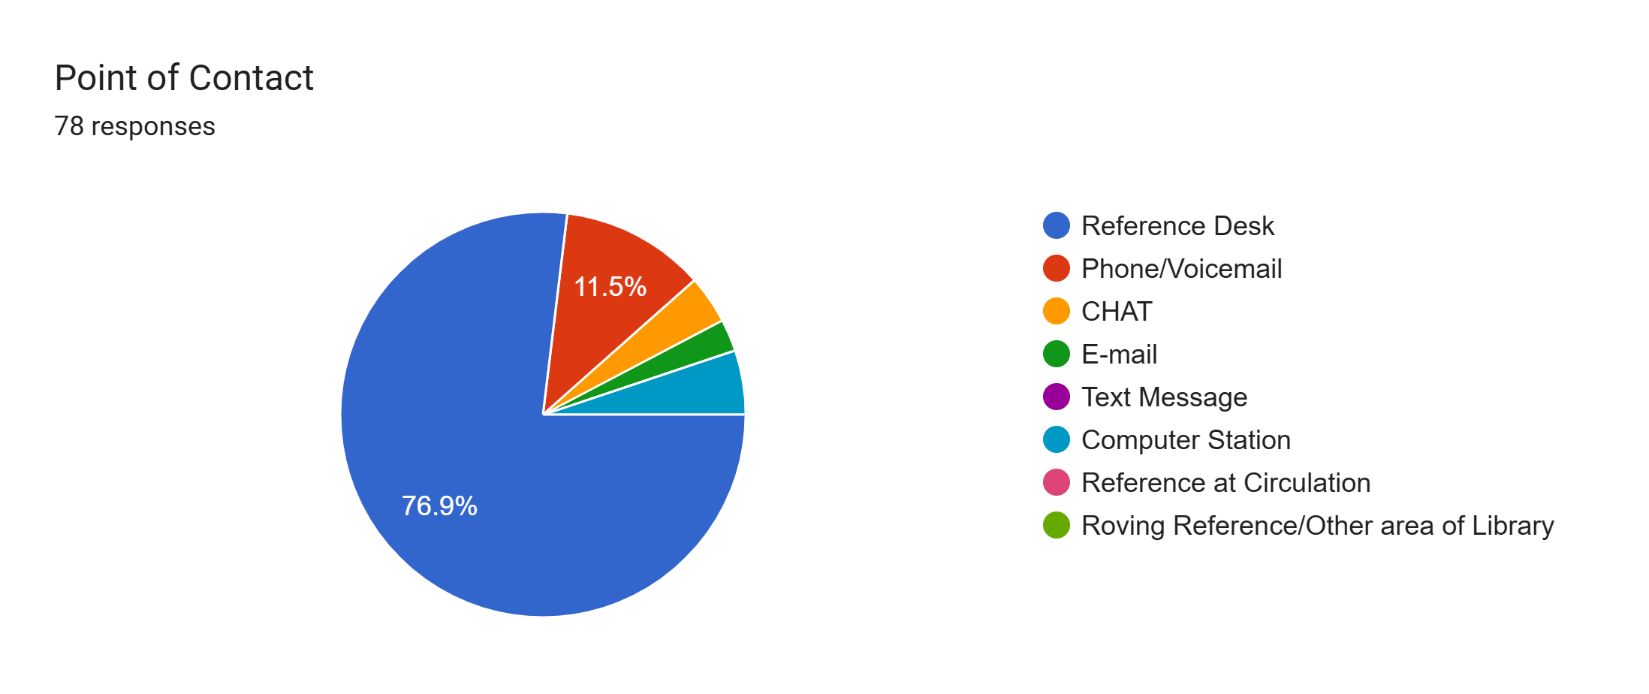 Point of Contact
78 responses
11.5%
76.9%
Reference Desk
Phone/Voicemail
CHAT
E-mail
Text Message
Computer Station
Reference at Circulation
Roving Reference/Other area of Library